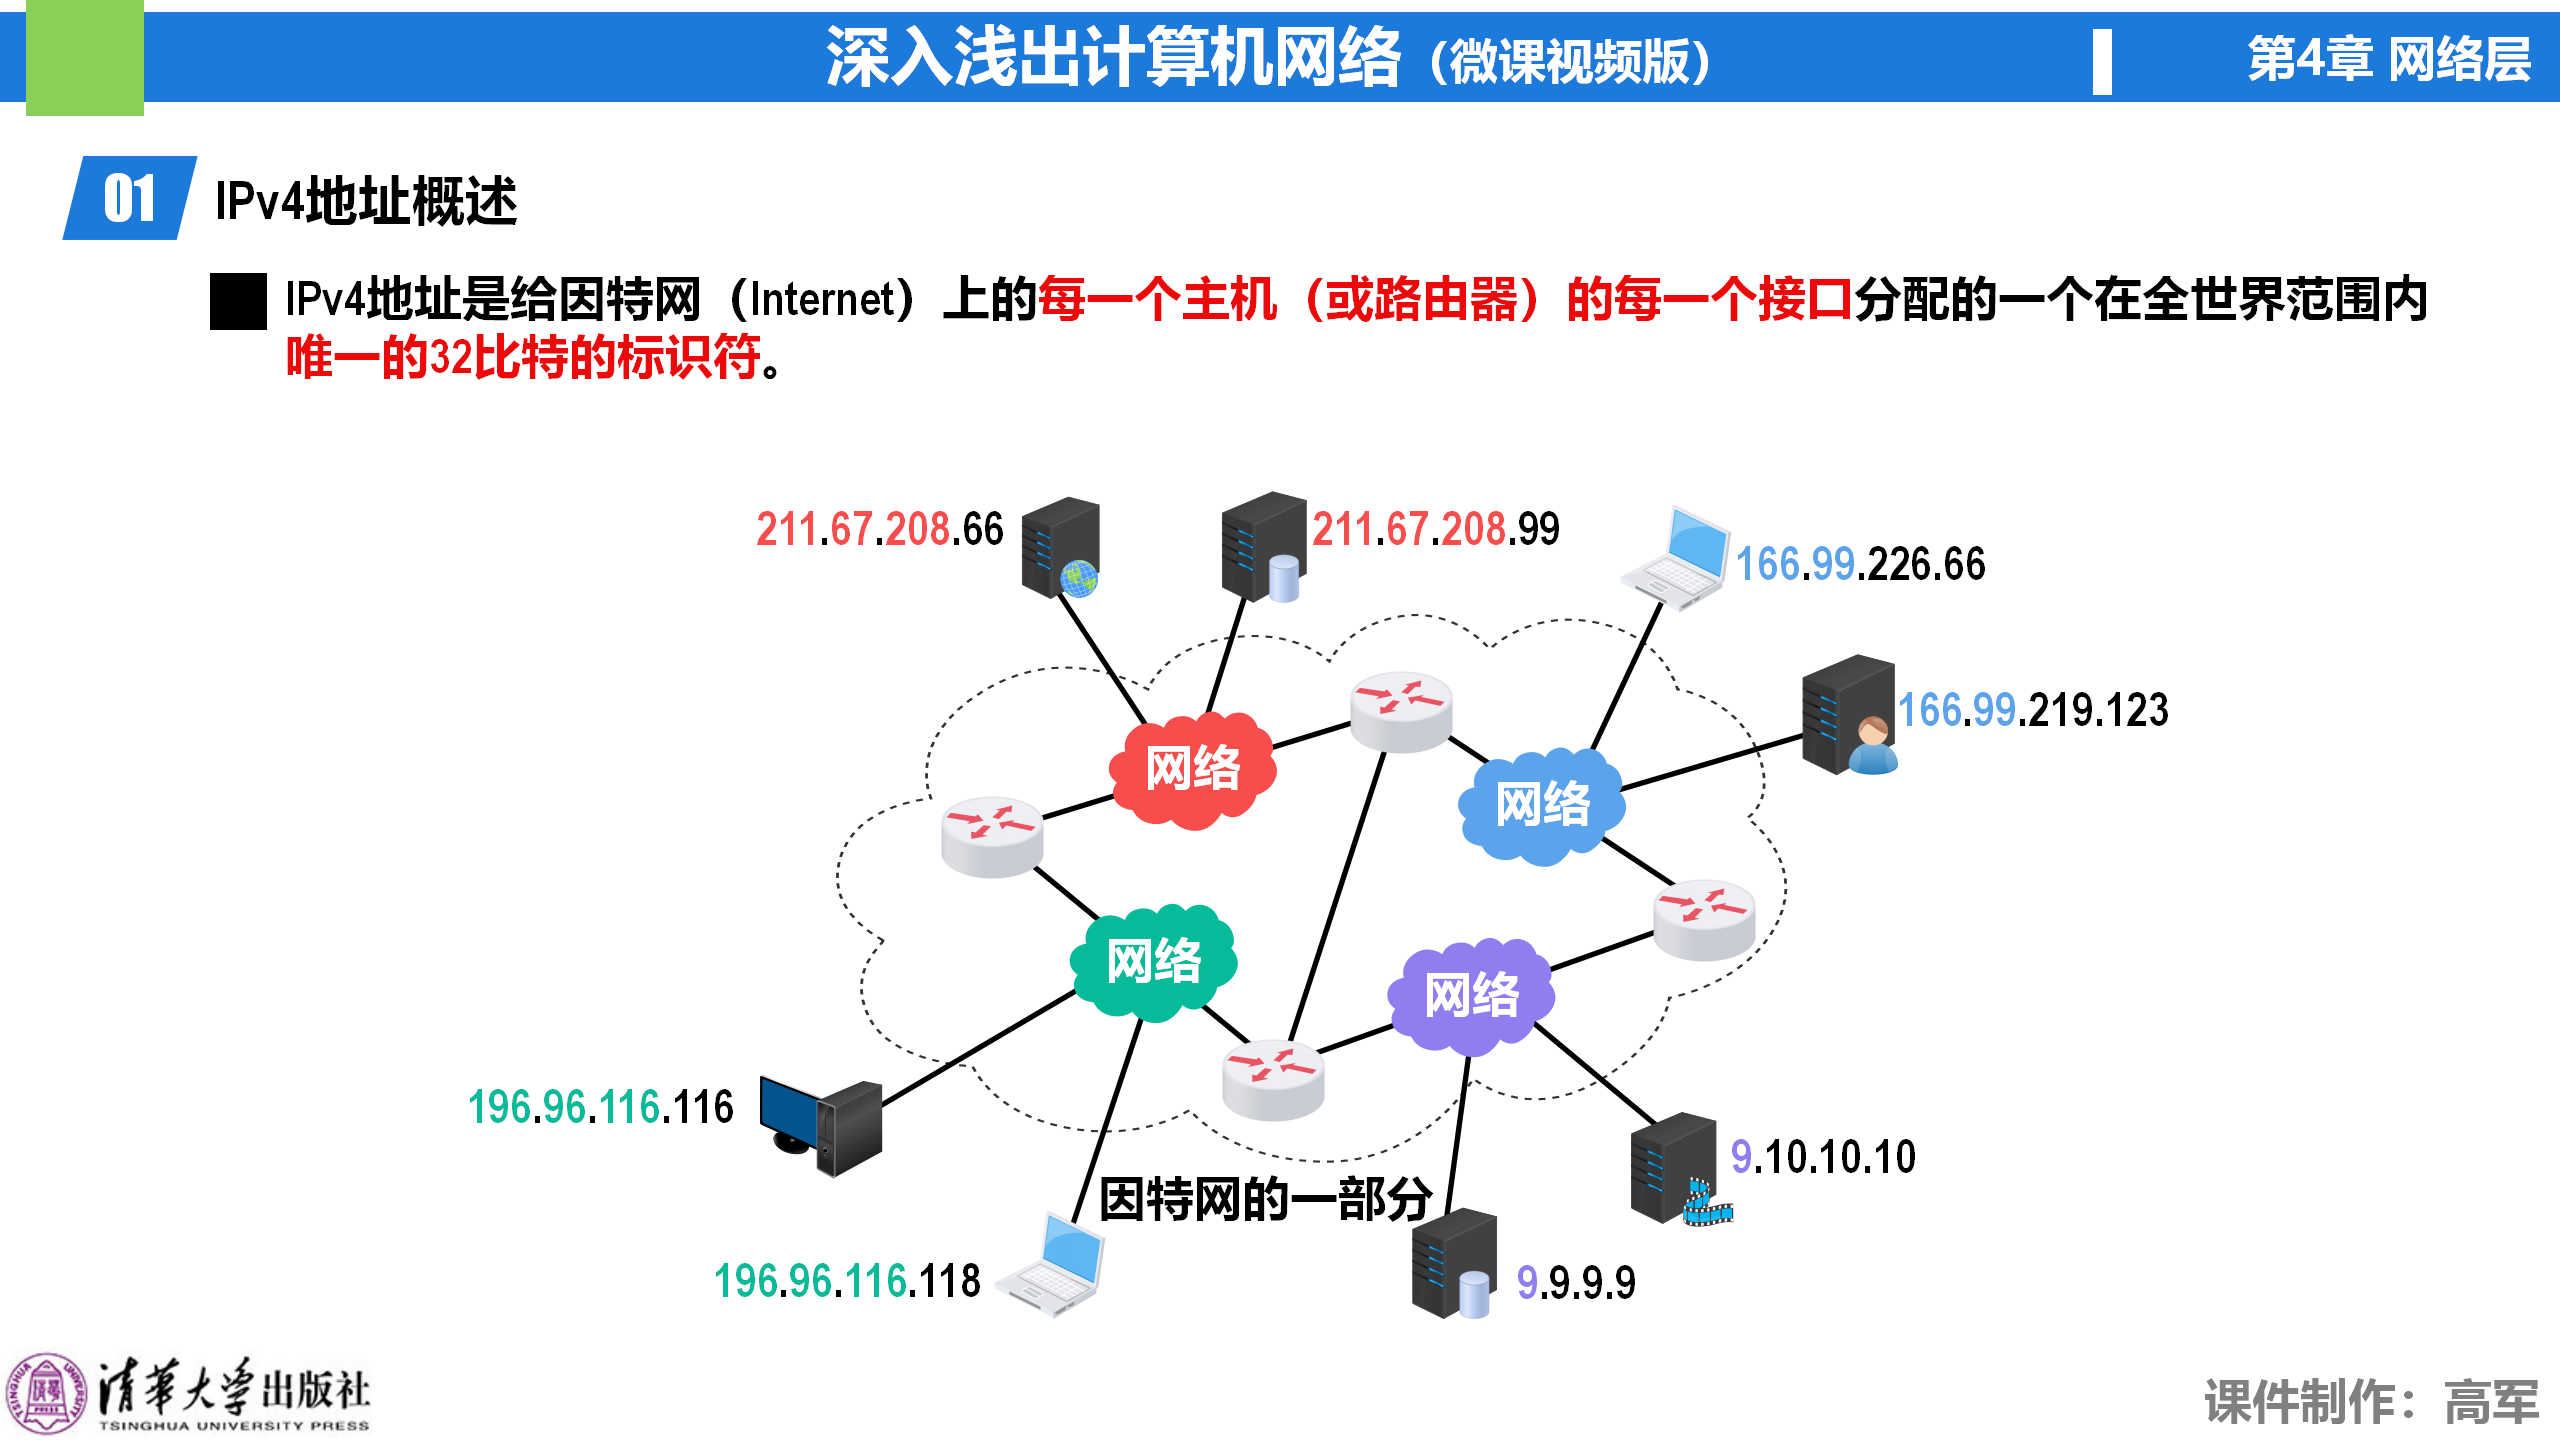 深入浅出计算机网络（微课视频版）
第4章 网络层
01
IPv4地址概述
IPv4地址是给因特网（Internet）上的每一个主机（或路由器）的每一个接口分配的一个在全世界范围内
唯一的32比特的标识符。
211.67.208.66
211.67.208.99
166.99.226.66
166.99.219.123
网络
网络
网络
网络
196.96.116.116
9.10.10.10
因特网的一部分
196.96.116.118
9.9.9.9
清华大学出版社
TSINGHUA UNIVERSITY PRESS
课件制作：高军